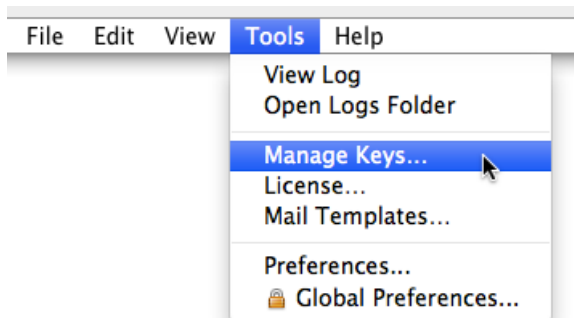 File Edit View Tools Help
View Log
Open Logs Folder
Manage Keys...
License...
Mail Templates...
Preferences...
Global Preferences...